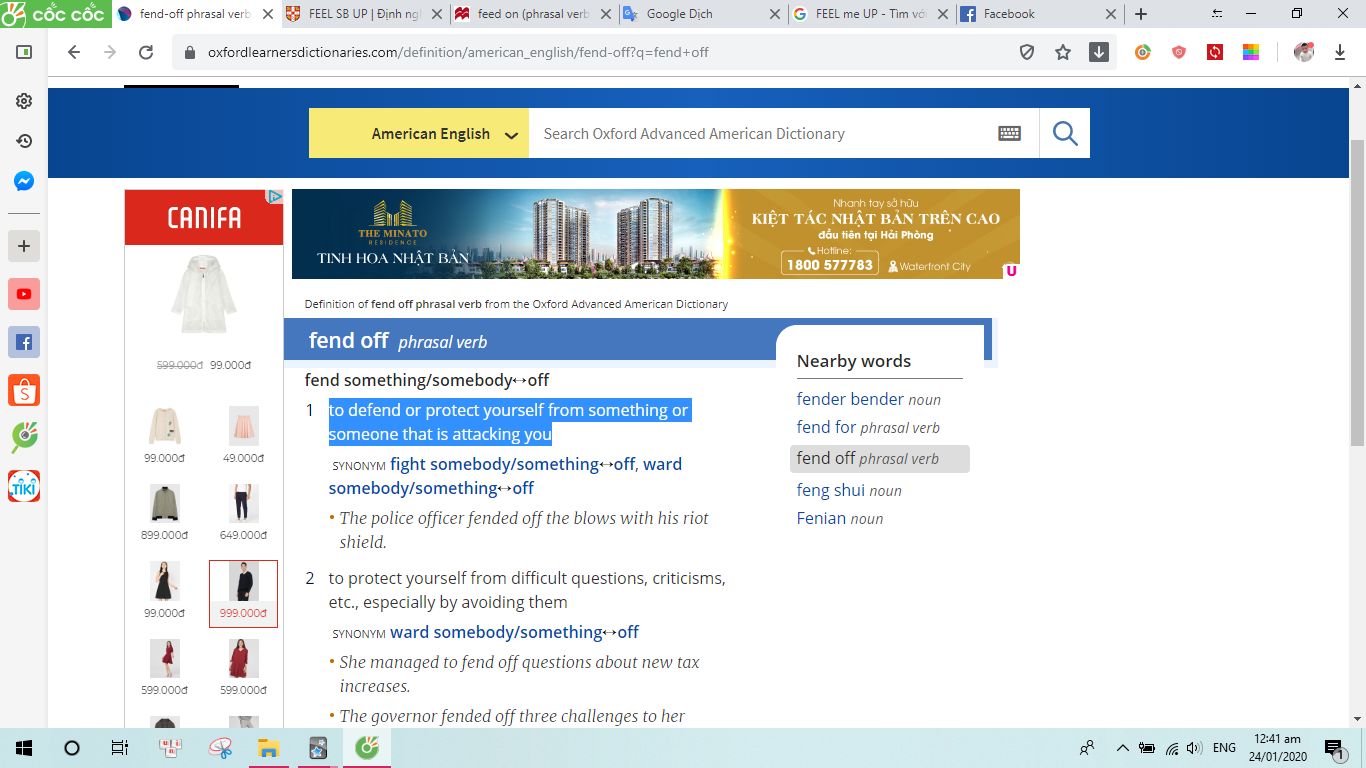 cốc cốc
fend-off phrasal verb
FEEL SB UP | Định ngh
feed on (phrasal verb
Google Dịch
FEEL me UP - Tìm với
Facebook
oxfordlearnersdictionaries.com/definition/american_english/fend-off?q=fend+off
American English
Search Oxford Advanced American Dictionary
CANIFA
599.000đ 99.000đ
99.000đ 49.000đ
899.000đ 649.000đ
99.000đ 999.000đ
599.000đ 599.000đ
TIKI
THE MINATO
RESIDENCE
TINH HOA NHẬT BẢN
Nhanh tay sở hữu
KIỆT TÁC NHẬT BẢN TRÊN CAO
đầu tiên tại Hải Phòng
Hotline:
1800 577783
Waterfront City
Definition of fend off phrasal verb from the Oxford Advanced American Dictionary
fend off phrasal verb
fend something/somebody↔off
1 to defend or protect yourself from something or
someone that is attacking you
SYNONYM fight somebody/something↔off, ward
somebody/something↔off
• The police officer fended off the blows with his riot
shield.
2 to protect yourself from difficult questions, criticisms,
etc., especially by avoiding them
SYNONYM ward somebody/something↔off
• She managed to fend off questions about new tax
increases.
• The governor fended off three challenges to her
Nearby words
fender bender noun
fend for phrasal verb
fend off phrasal verb
feng shui noun
Fenian noun
ENG
12:41 am
24/01/2020
1